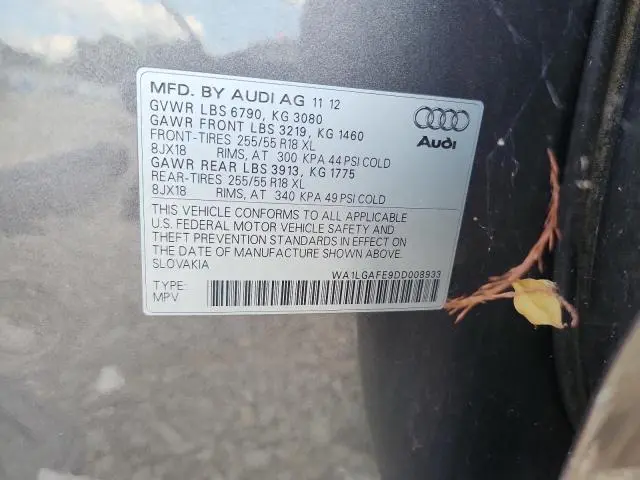 MFD. BY AUDI AG 11 12
GVWR LBS 6790, KG 3080
GAWR FRONT LBS 3219, KG 1460
FRONT-TIRES 255/55 R18 XL
8JX18 RIMS, AT 300 KPA 44 PSI COLD
GAWR REAR LBS 3913, KG 1775
REAR-TIRES 255/55 R18 XL
8JX18 RIMS, AT 340 KPA 49 PSI COLD
Audi
THIS VEHICLE CONFORMS TO ALL APPLICABLE
U.S. FEDERAL MOTOR VEHICLE SAFETY AND
THEFT PREVENTION STANDARDS IN EFFECT ON
THE DATE OF MANUFACTURE SHOWN ABOVE.
SLOVAKIA
WA1LGAFE9DD008933
TYPE:
MPV